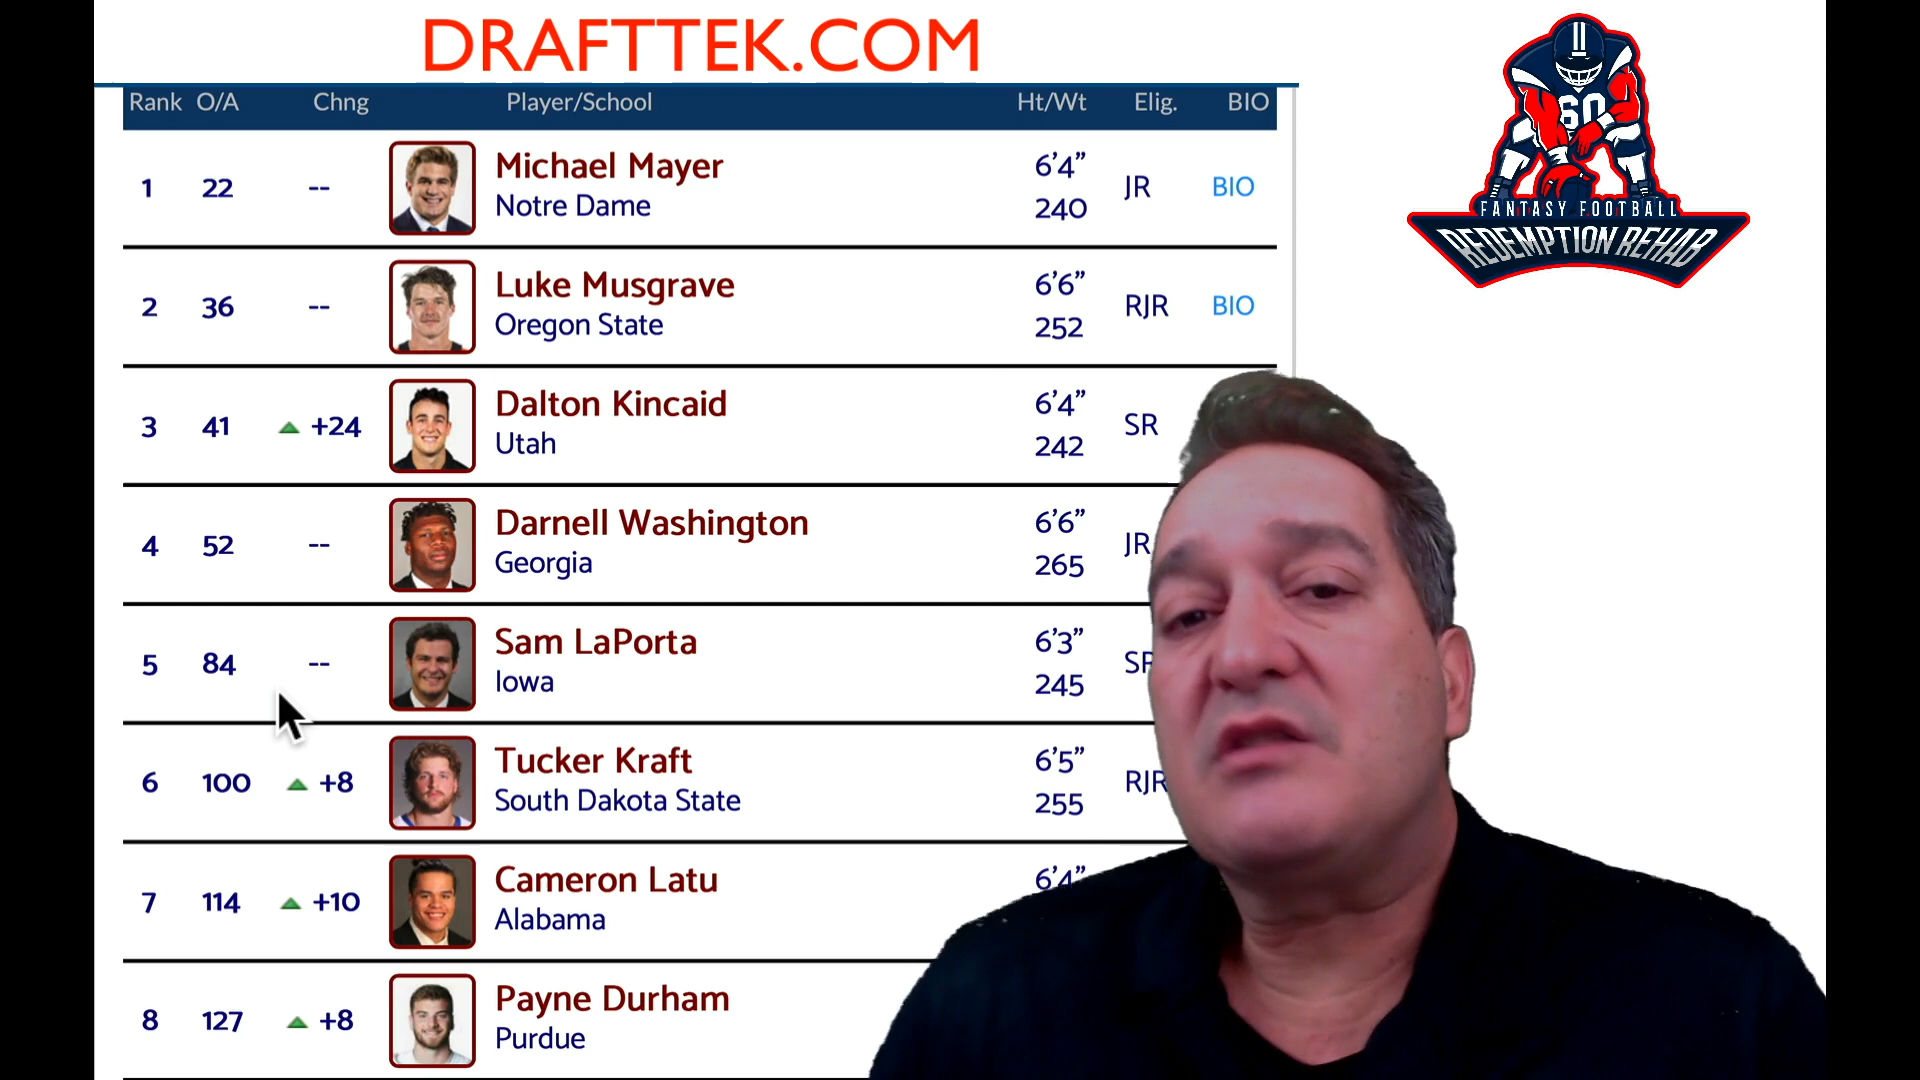 DRAFTTEK.COM
Rank O/A Chng Player/School Ht/Wt Elig. BIO
1 22 -- Michael Mayer Notre Dame 6'4" 240 JR BIO
2 36 -- Luke Musgrave Oregon State 6'6" 252 RJR BIO
3 41 +24 Dalton Kincaid Utah 6'4" 242 SR
4 52 -- Darnell Washington Georgia 6'6" 265 JR
5 84 -- Sam LaPorta Iowa 6'3" 245 SR
6 100 +8 Tucker Kraft South Dakota State 6'5" 255 RJR
7 114 +10 Cameron Latu Alabama 6'4"
8 127 +8 Payne Durham Purdue
60
FANTASY FOOTBALL
REDEMPTION REHAB